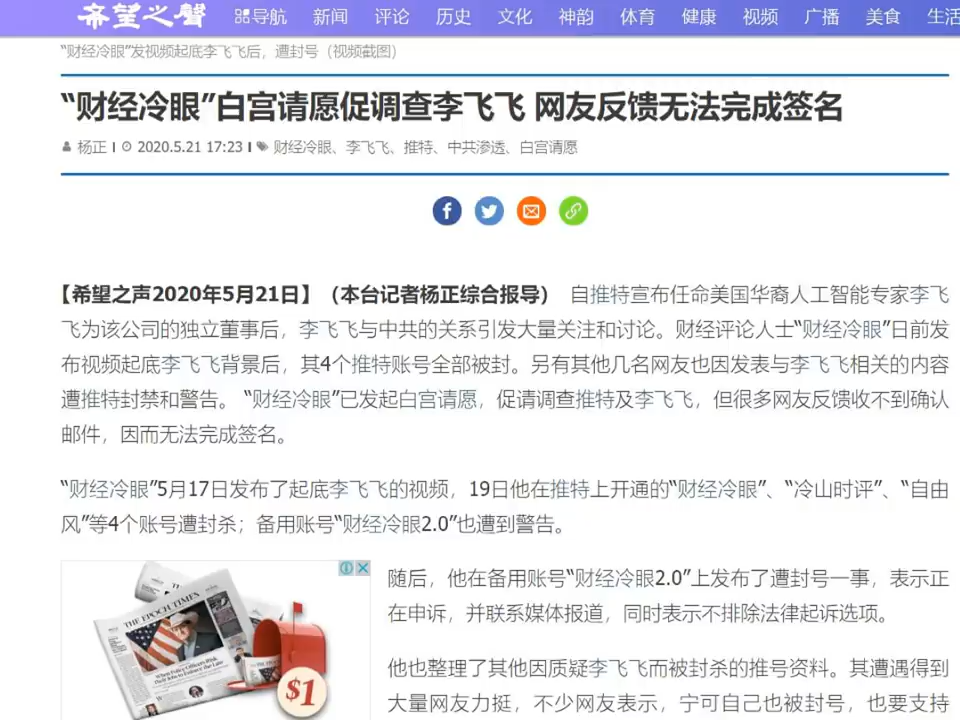 希望之聲 导航 新闻 评论 历史 文化 神韵 体育 健康 视频 广播 美食 生活
“财经冷眼”发视频起底李飞飞后，遭封号（视频截图）
“财经冷眼”白宫请愿促调查李飞飞 网友反馈无法完成签名
杨正 I 2020.5.21 17:23 I 财经冷眼、李飞飞、推特、中共渗透、白宫请愿
【希望之声2020年5月21日】（本台记者杨正综合报导） 自推特宣布任命美国华裔人工智能专家李飞
飞为该公司的独立董事后，李飞飞与中共的关系引发大量关注和讨论。财经评论人士“财经冷眼”日前发
布视频起底李飞飞背景后，其4个推特账号全部被封。另有其他几名网友也因发表与李飞飞相关的内容
遭推特封禁和警告。 “财经冷眼”已发起白宫请愿，促请调查推特及李飞飞，但很多网友反馈收不到确认
邮件，因而无法完成签名。
“财经冷眼”5月17日发布了起底李飞飞的视频，19日他在推特上开通的“财经冷眼”、“冷山时评”、“自由
风”等4个账号遭封杀；备用账号“财经冷眼2.0”也遭到警告。
THE EPOCH TIMES
$1
随后，他在备用账号“财经冷眼2.0”上发布了遭封号一事，表示正
在申诉，并联系媒体报道，同时表示不排除法律起诉选项。
他也整理了其他因质疑李飞飞而被封杀的推号资料。其遭遇得到
大量网友力挺，不少网友表示，宁可自己也被封号，也要支持